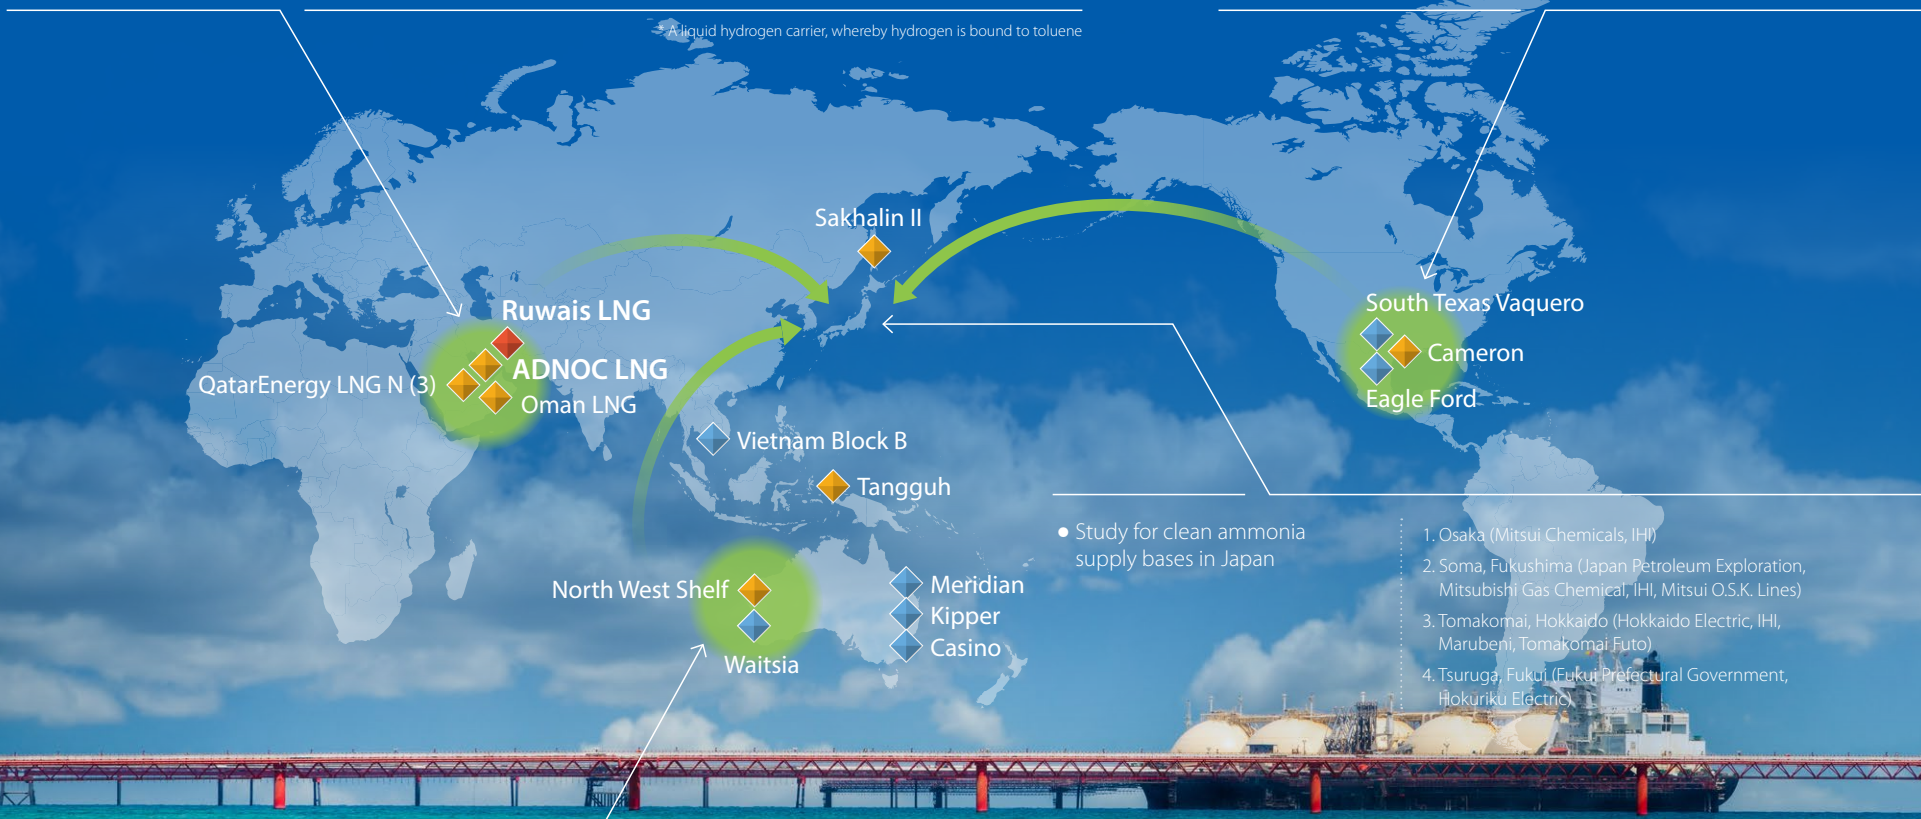 * A liquid hydrogen carrier, whereby hydrogen is bound to toluene
Sakhalin II
Ruwais LNG
ADNOC LNG
QatarEnergy LNG N (3)
Oman LNG
South Texas Vaquero
Cameron
Eagle Ford
Vietnam Block B
Tangguh
North West Shelf
Waitsia
Meridian
Kipper
Casino
● Study for clean ammonia
supply bases in Japan
1. Osaka (Mitsui Chemicals, IHI)
2. Soma, Fukushima (Japan Petroleum Exploration,
Mitsubishi Gas Chemical, IHI, Mitsui O.S.K. Lines)
3. Tomakomai, Hokkaido (Hokkaido Electric, IHI,
Marubeni, Tomakomai Futo)
4. Tsuruga, Fukui (Fukui Prefectural Government,
Hokuriku Electric)